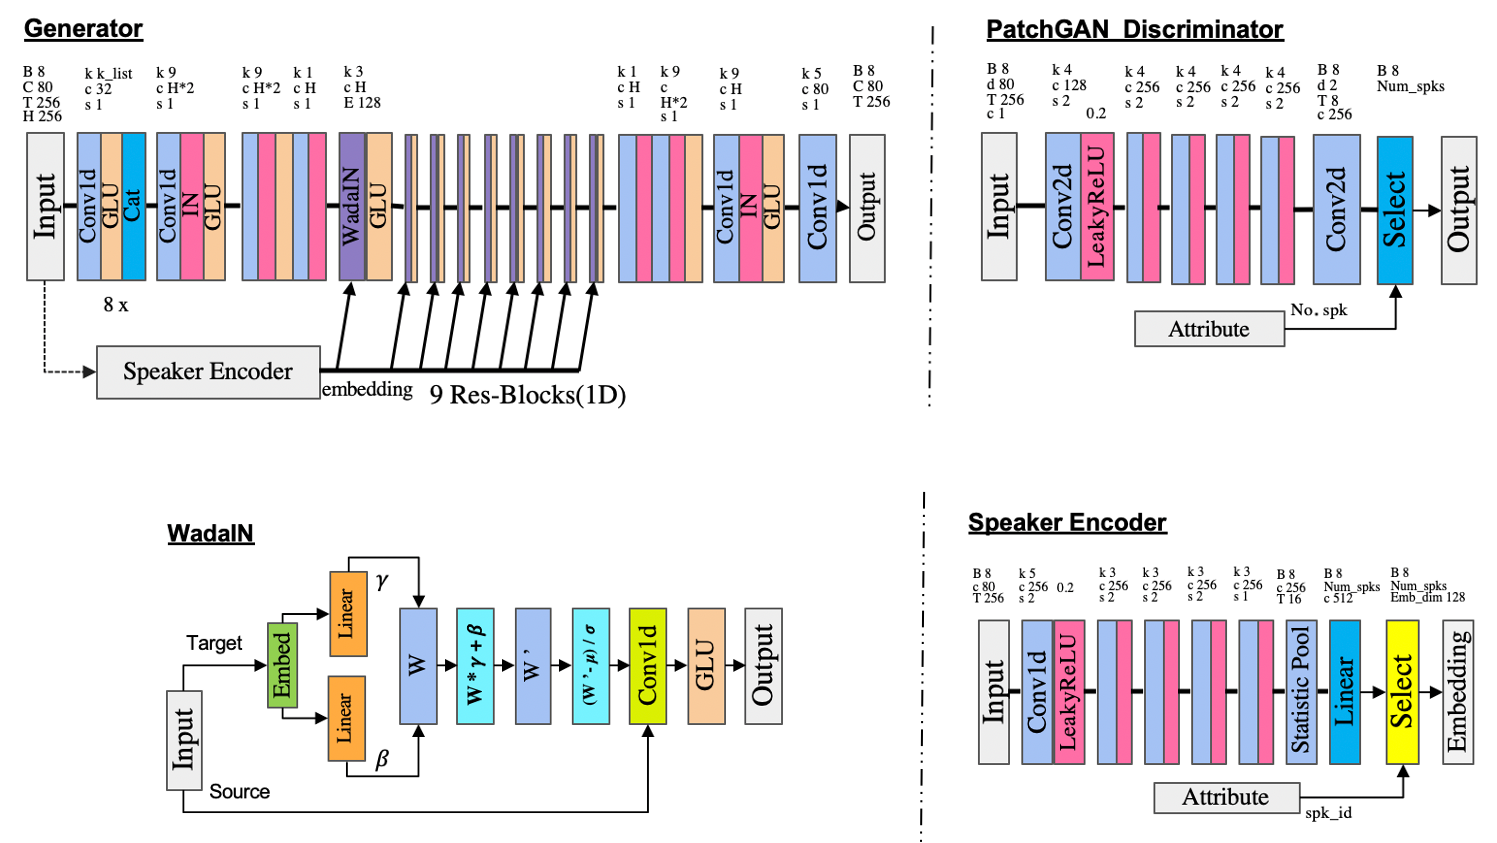 Generator
B 8
C 80
T 256
H 256
k k_list
c 32
s 1
k 9
c H*2
s 1
k 9
c H*2
s 1
k 1
c H
s 1
k 3
c H
E 128
k 1
c H
s 1
k 9
c
H*2
s 1
k 9
c H
s 1
k 5
c 80
s 1
B 8
C 80
T 256
Input
Conv1d
GLU
Cat
Conv1d
IN
GLU
WadaIN
GLU
Conv1d
IN
GLU
Conv1d
Output
8 x
Speaker Encoder
embedding
9 Res-Blocks(1D)
PatchGAN Discriminator
B 8
d 80
T 256
c 1
k 4
c 128
s 2
0.2
k 4
c 256
s 2
k 4
c 256
s 2
k 4
c 256
s 2
k 4
c 256
s 2
B 8
d 2
T 8
c 256
B 8
Num_spks
Input
Conv2d
LeakyReLU
Conv2d
Select
Output
Attribute
No. spk
WadaIN
Target
Input
Source
Embed
Linear
γ
Linear
β
W
W * γ + β
W '
(W '- μ) / σ
Conv1d
GLU
Output
Speaker Encoder
B 8
c 80
T 256
k 5
c 256
s 2
0.2
k 3
c 256
s 2
k 3
c 256
s 2
k 3
c 256
s 2
k 3
c 256
s 1
B 8
c 256
T 16
B 8
Num_spks
c 512
B 8
Num_spks
Emb_dim 128
Input
Conv1d
LeakyReLU
Statistic Pool
Linear
Select
Embedding
Attribute
spk_id